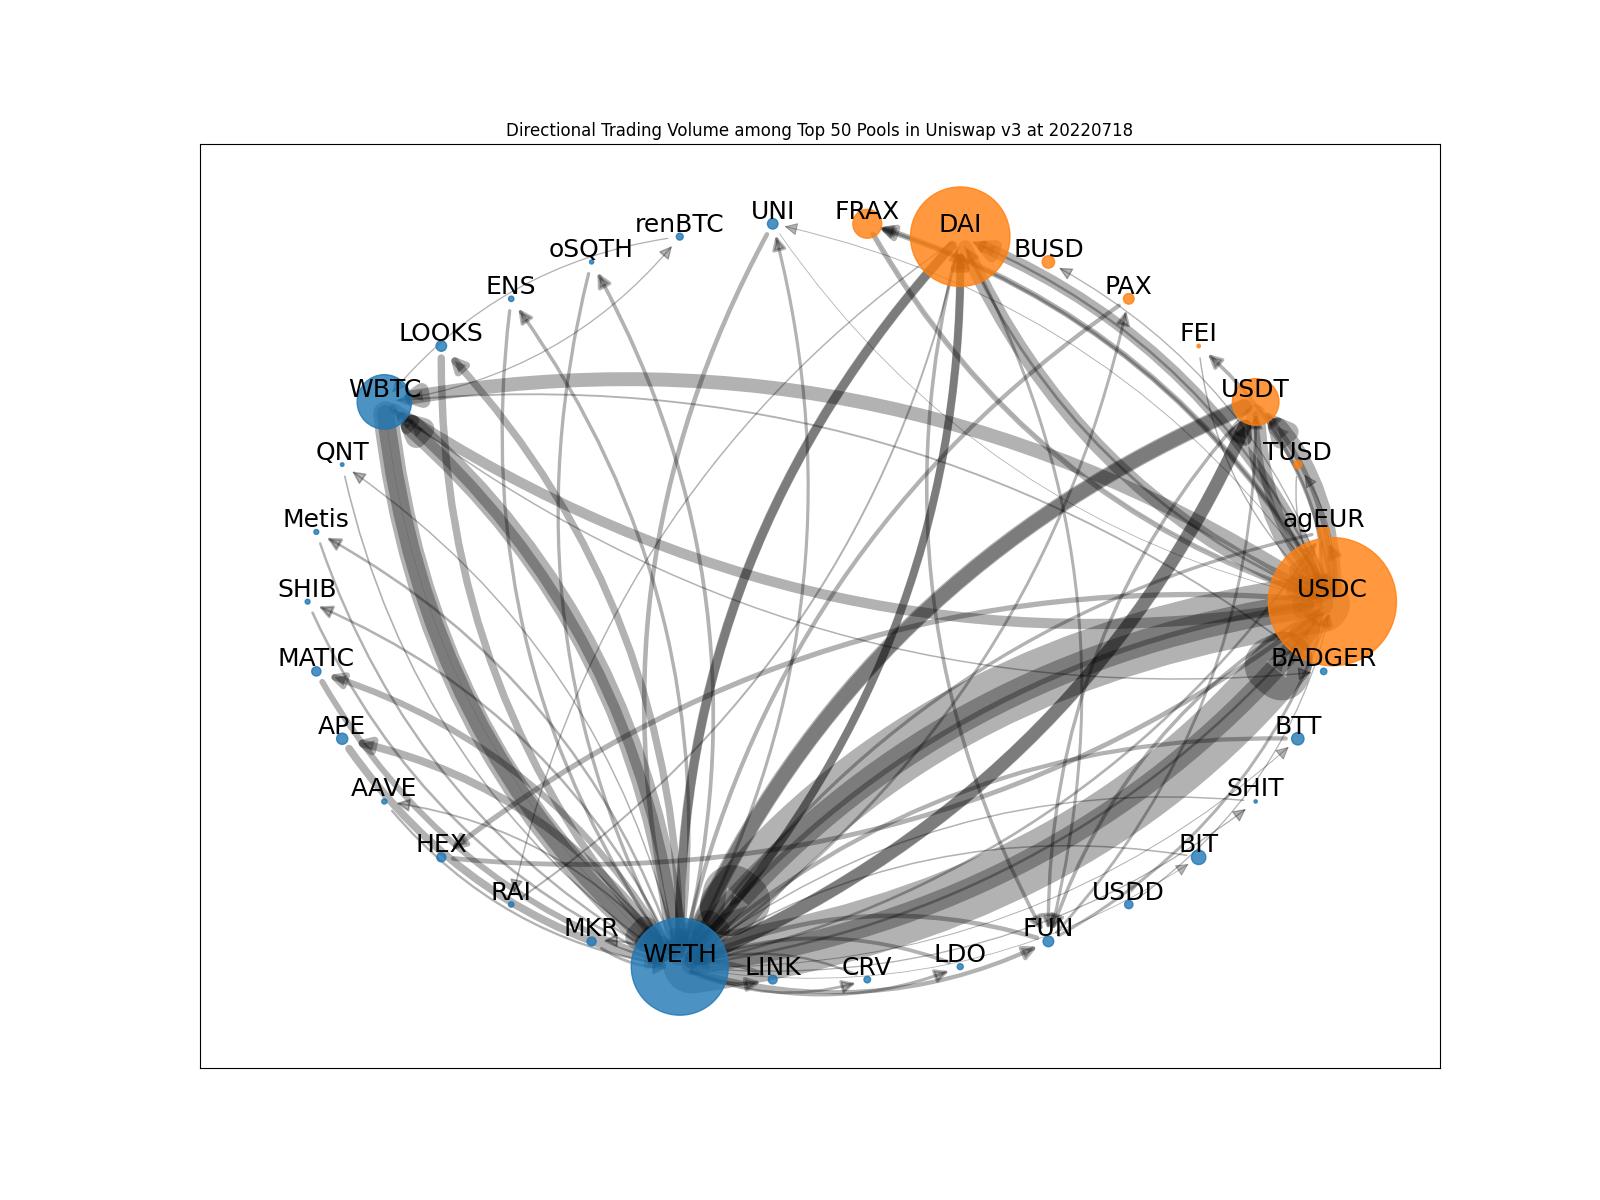 Directional Trading Volume among Top 50 Pools in Uniswap v3 at 20220718
UNI
FRAX
DAI
renBTC
oSQTH
BUSD
ENS
PAX
LOOKS
FEI
WBTC
USDT
QNT
TUSD
Metis
agEUR
SHIB
USDC
MATIC
BADGER
APE
BTT
AAVE
SHIT
HEX
BIT
RAI
USDD
MKR
FUN
WETH
LDO
LINK
CRV